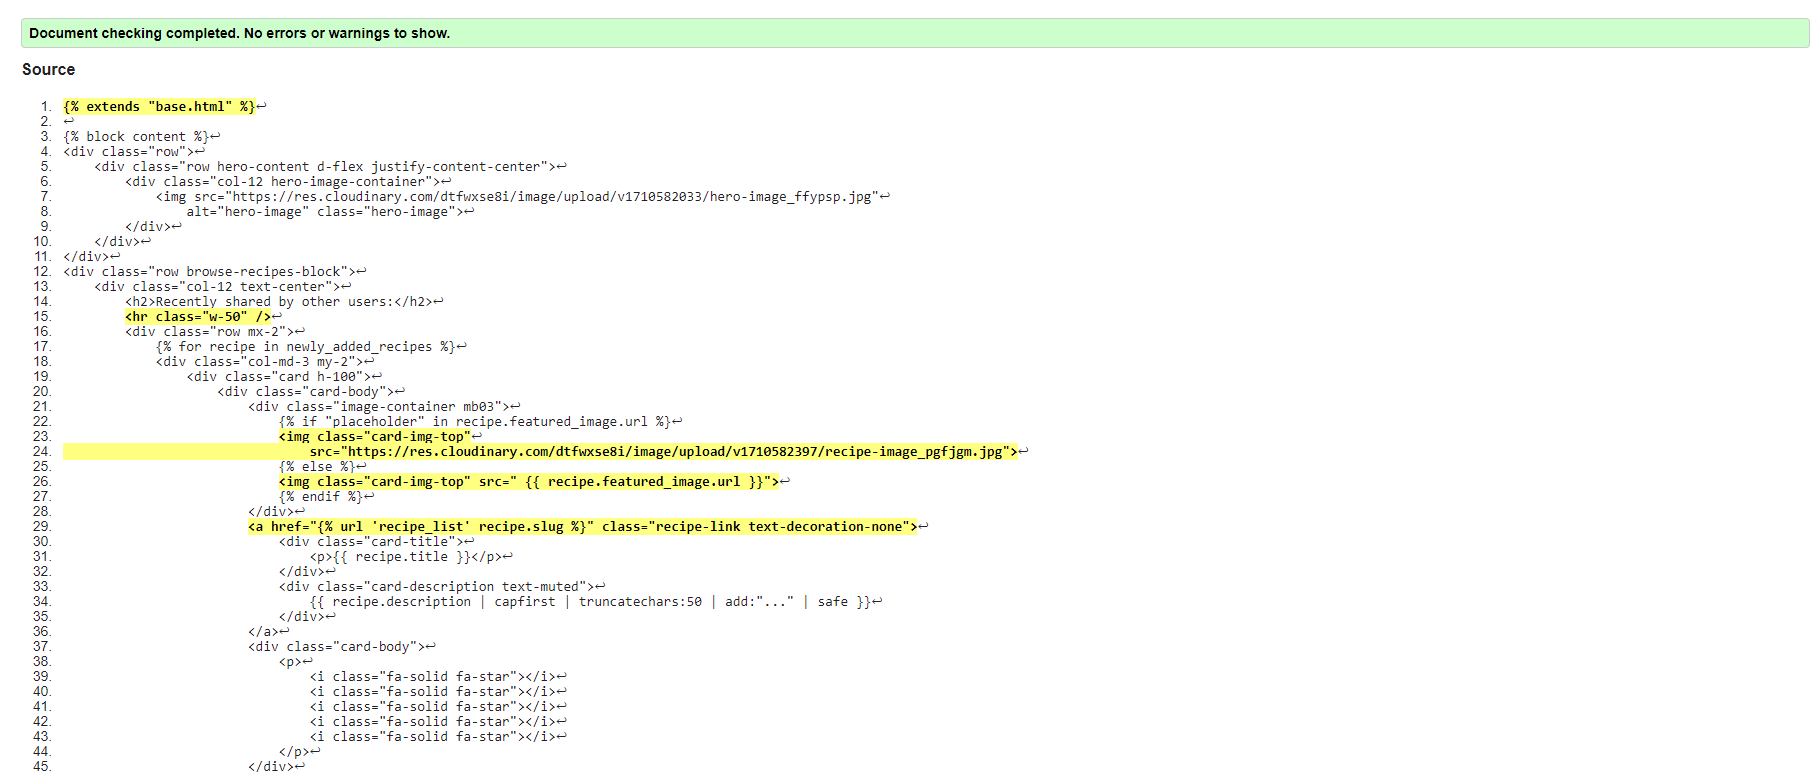 Document checking completed. No errors or warnings to show.
Source
1. {% extends "base.html" %}↩
2. ↩
3. {% block content %}↩
4. <div class="row">↩
5. <div class="row hero-content d-flex justify-content-center">↩
6. <div class="col-12 hero-image-container">↩
7. <img src="https://res.cloudinary.com/dtfwxse8i/image/upload/v1710582033/hero-image_ffypsp.jpg"↩
8. alt="hero-image" class="hero-image">↩
9. </div>↩
10. </div>↩
11. </div>↩
12. <div class="row browse-recipes-block">↩
13. <div class="col-12 text-center">↩
14. <h2>Recently shared by other users:</h2>↩
15. <hr class="w-50" />↩
16. <div class="row mx-2">↩
17. {% for recipe in newly_added_recipes %}↩
18. <div class="col-md-3 my-2">↩
19. <div class="card h-100">↩
20. <div class="card-body">↩
21. <div class="image-container mb03">↩
22. {% if "placeholder" in recipe.featured_image.url %}↩
23. <img class="card-img-top"↩
24. src="https://res.cloudinary.com/dtfwxse8i/image/upload/v1710582397/recipe-image_pgfjgm.jpg">↩
25. {% else %}↩
26. <img class="card-img-top" src=" {{ recipe.featured_image.url }}">↩
27. {% endif %}↩
28. </div>↩
29. <a href="{% url 'recipe_list' recipe.slug %}" class="recipe-link text-decoration-none">↩
30. <div class="card-title">↩
31. <p>{{ recipe.title }}</p>↩
32. </div>↩
33. <div class="card-description text-muted">↩
34. {{ recipe.description | capfirst | truncatechars:50 | add:"..." | safe }}↩
35. </div>↩
36. </a>↩
37. <div class="card-body">↩
38. <p>↩
39. <i class="fa-solid fa-star"></i>↩
40. <i class="fa-solid fa-star"></i>↩
41. <i class="fa-solid fa-star"></i>↩
42. <i class="fa-solid fa-star"></i>↩
43. <i class="fa-solid fa-star"></i>↩
44. </p>↩
45. </div>↩